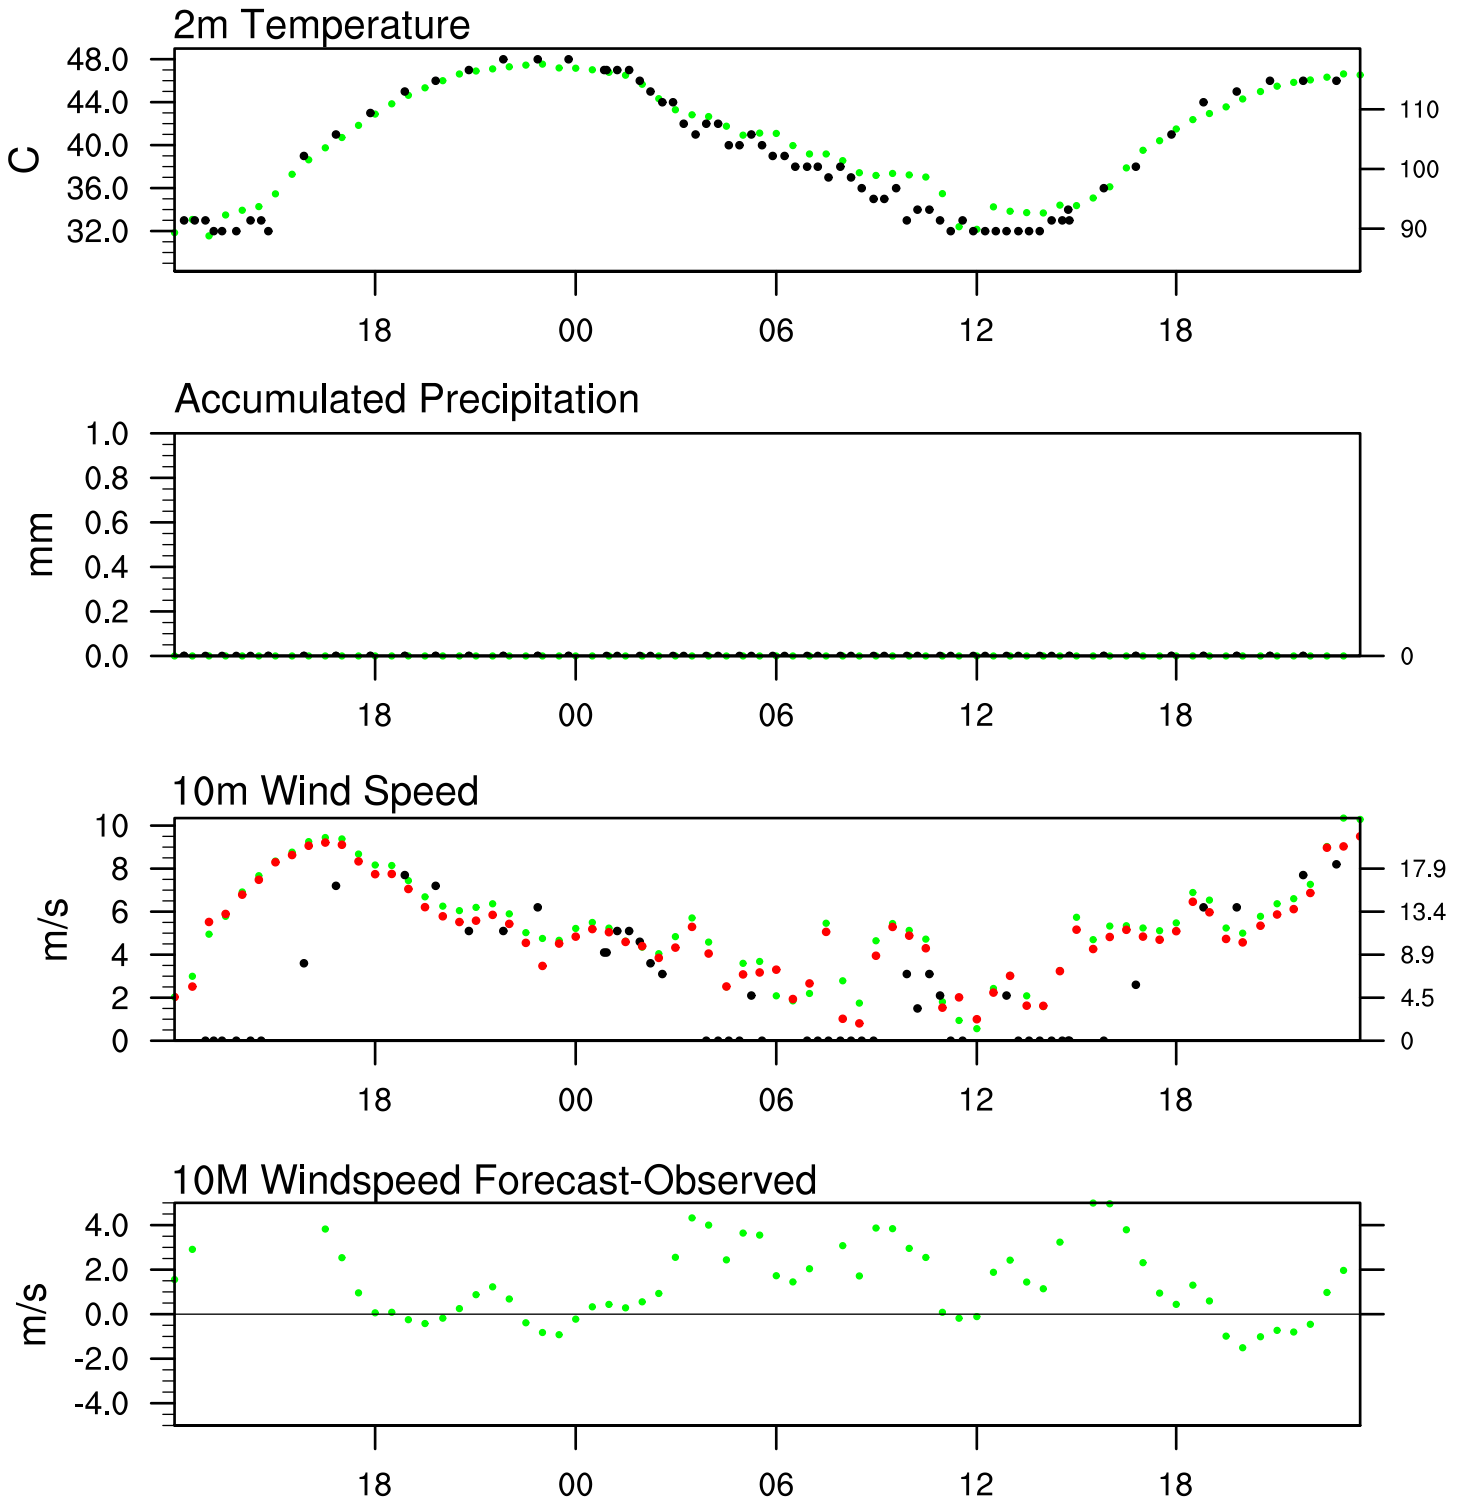 2m Temperature
48.0
44.0
110
40.0
C
100
36.0
32.0
90
18 00 06 12 18
Accumulated Precipitation
1.0
0.8
0.6
mm
0.4
0.2
0.0
0
18 00 06 12 18
10m Wind Speed
10
8
17.9
6
13.4
m/s
4
8.9
2
4.5
0
0
18 00 06 12 18
10M Windspeed Forecast-Observed
4.0
2.0
0.0
m/s
-2.0
-4.0
18 00 06 12 18